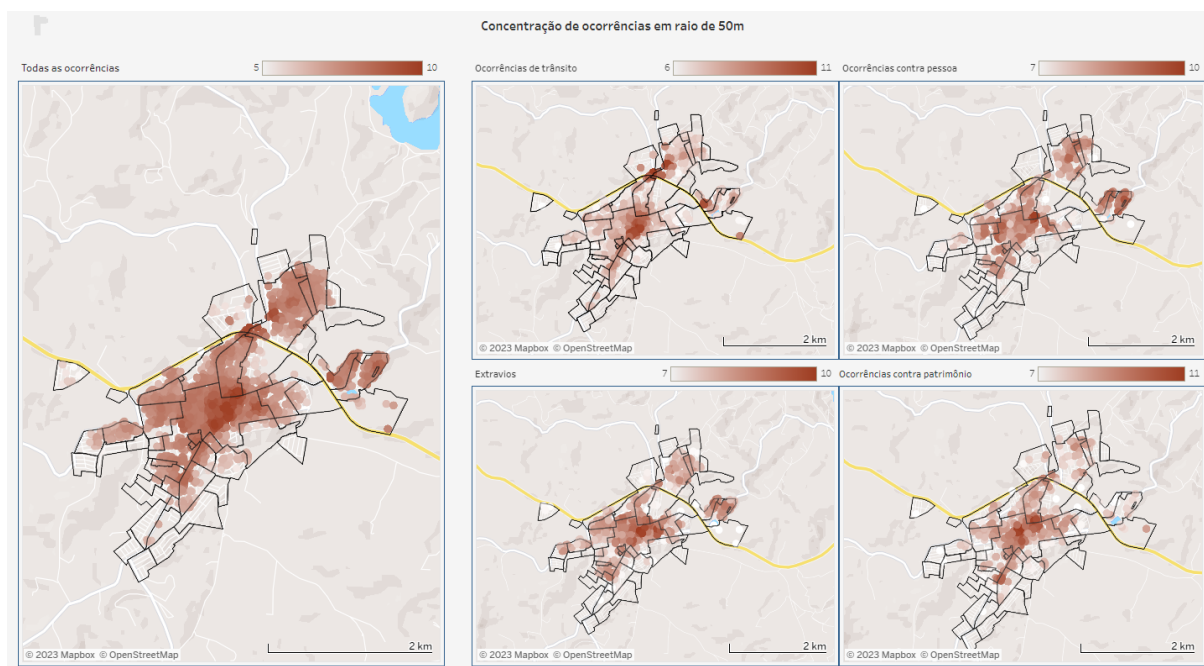 Concentração de ocorrências em raio de 50m
Todas as ocorrências 5 10
© 2023 Mapbox © OpenStreetMap 2 km
Ocorrências de trânsito 6 11
© 2023 Mapbox © OpenStreetMap 2 km
Ocorrências contra pessoa 7 10
© 2023 Mapbox © OpenStreetMap 2 km
Extravios 7 10
© 2023 Mapbox © OpenStreetMap 2 km
Ocorrências contra patrimônio 7 11
© 2023 Mapbox © OpenStreetMap 2 km